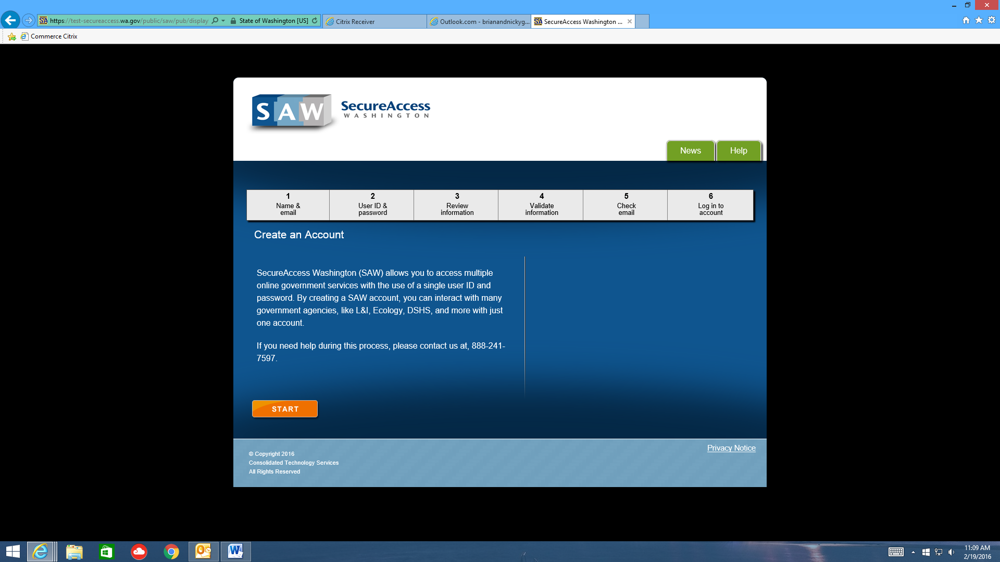 https://test-secureaccess.wa.gov/public/saw/pub/display
State of Washington [US]
Citrix Receiver
Outlook.com - brianandnickyg...
SecureAccess Washington ...
Commerce Citrix
SAW
SecureAccess
WASHINGTON
News
Help
1
Name &
email
2
User ID &
password
3
Review
information
4
Validate
information
5
Check
email
6
Log in to
account
Create an Account
SecureAccess Washington (SAW) allows you to access multiple
online government services with the use of a single user ID and
password. By creating a SAW account, you can interact with many
government agencies, like L&I, Ecology, DSHS, and more with just
one account.
If you need help during this process, please contact us at, 888-241-
7597.
START
Privacy Notice
© Copyright 2016
Consolidated Technology Services
All Rights Reserved
11:09 AM
2/19/2016